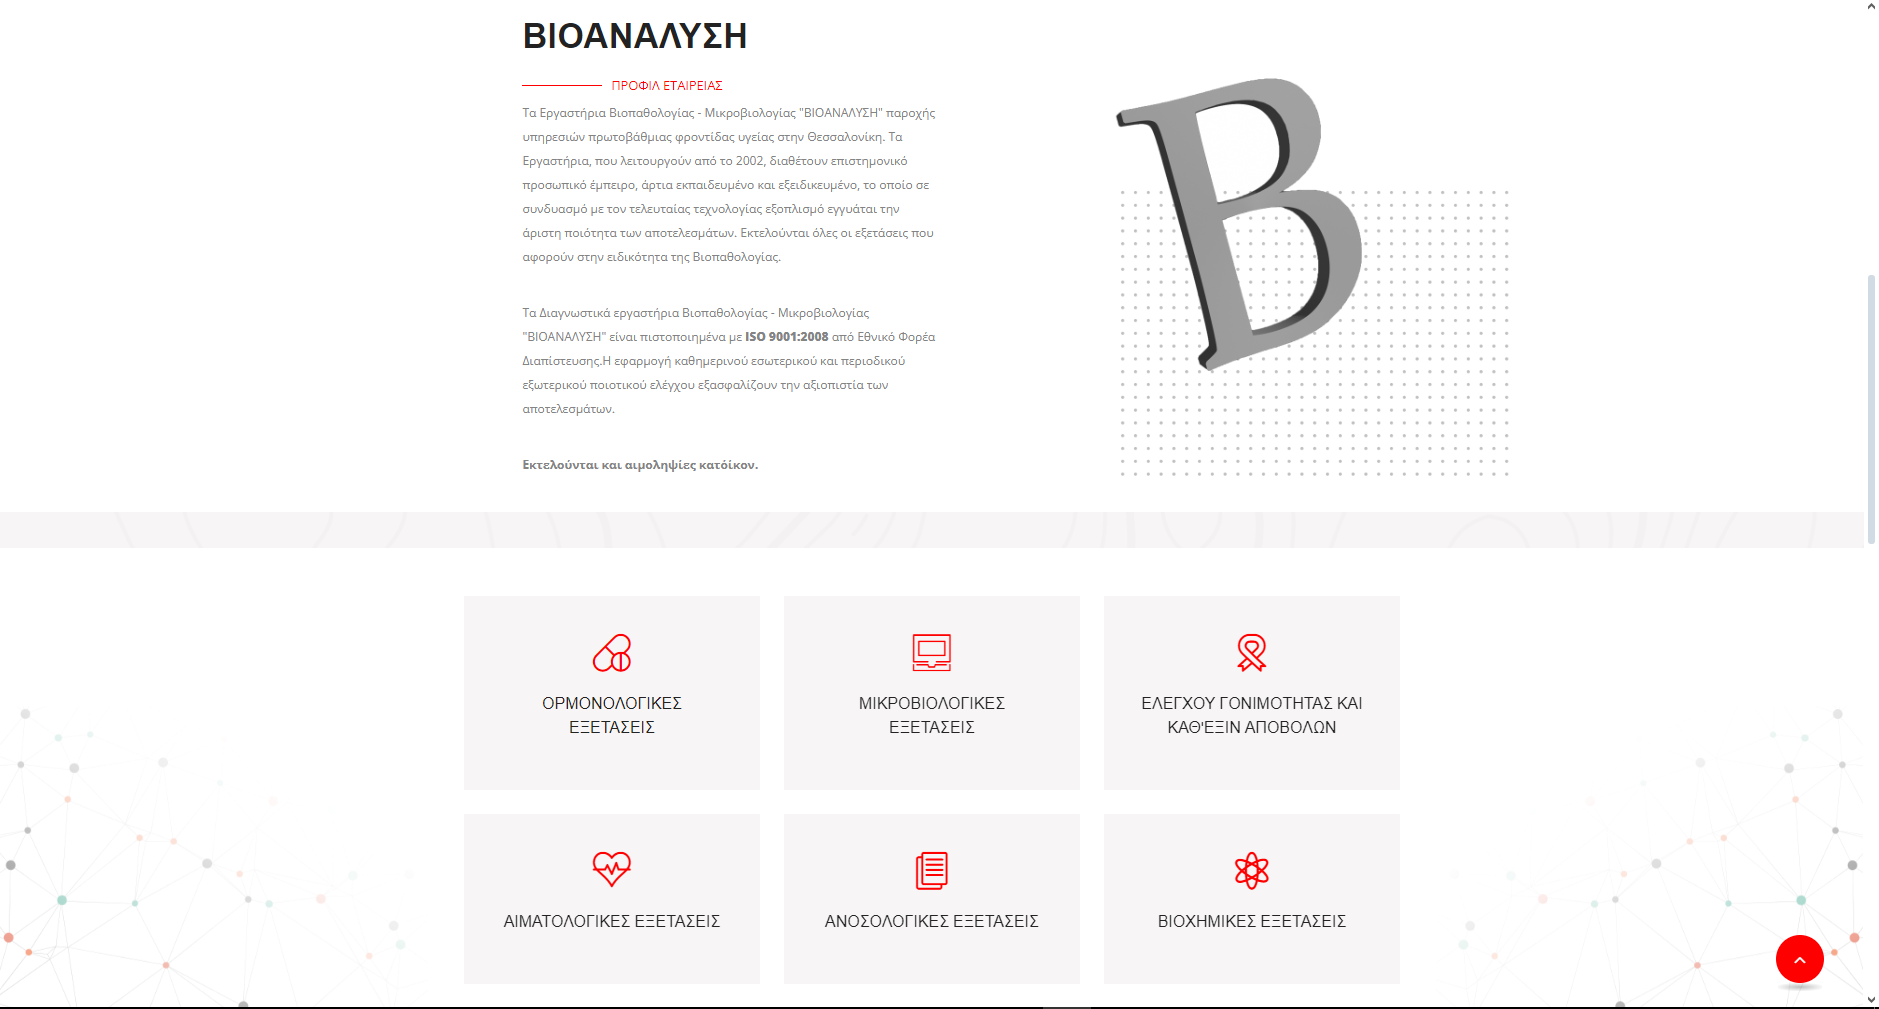 ΒΙΟΑΝΑΛΥΣΗ
ΠΡΟΦΙΛ ΕΤΑΙΡΕΙΑΣ
Τα Εργαστήρια Βιοπαθολογίας - Μικροβιολογίας "ΒΙΟΑΝΑΛΥΣΗ" παροχής
υπηρεσιών πρωτοβάθμιας φροντίδας υγείας στην Θεσσαλονίκη. Τα
Εργαστήρια, που λειτουργούν από το 2002, διαθέτουν επιστημονικό
προσωπικό έμπειρο, άρτια εκπαιδευμένο και εξειδικευμένο, το οποίο σε
συνδυασμό με τον τελευταίας τεχνολογίας εξοπλισμό εγγυάται την
άριστη ποιότητα των αποτελεσμάτων. Εκτελούνται όλες οι εξετάσεις που
αφορούν στην ειδικότητα της Βιοπαθολογίας.
Τα Διαγνωστικά εργαστήρια Βιοπαθολογίας - Μικροβιολογίας
"ΒΙΟΑΝΑΛΥΣΗ" είναι πιστοποιημένα με ISO 9001:2008 από Εθνικό Φορέα
Διαπίστευσης.Η εφαρμογή καθημερινού εσωτερικού και περιοδικού
εξωτερικού ποιοτικού ελέγχου εξασφαλίζουν την αξιοπιστία των
αποτελεσμάτων.
Εκτελούνται και αιμοληψίες κατόίκον.
Β
ΟΡΜΟΝΟΛΟΓΙΚΕΣ
ΕΞΕΤΑΣΕΙΣ
ΜΙΚΡΟΒΙΟΛΟΓΙΚΕΣ
ΕΞΕΤΑΣΕΙΣ
ΕΛΕΓΧΟΥ ΓΟΝΙΜΟΤΗΤΑΣ ΚΑΙ
ΚΑΘ'ΕΞΙΝ ΑΠΟΒΟΛΩΝ
ΑΙΜΑΤΟΛΟΓΙΚΕΣ ΕΞΕΤΑΣΕΙΣ
ΑΝΟΣΟΛΟΓΙΚΕΣ ΕΞΕΤΑΣΕΙΣ
ΒΙΟΧΗΜΙΚΕΣ ΕΞΕΤΑΣΕΙΣ